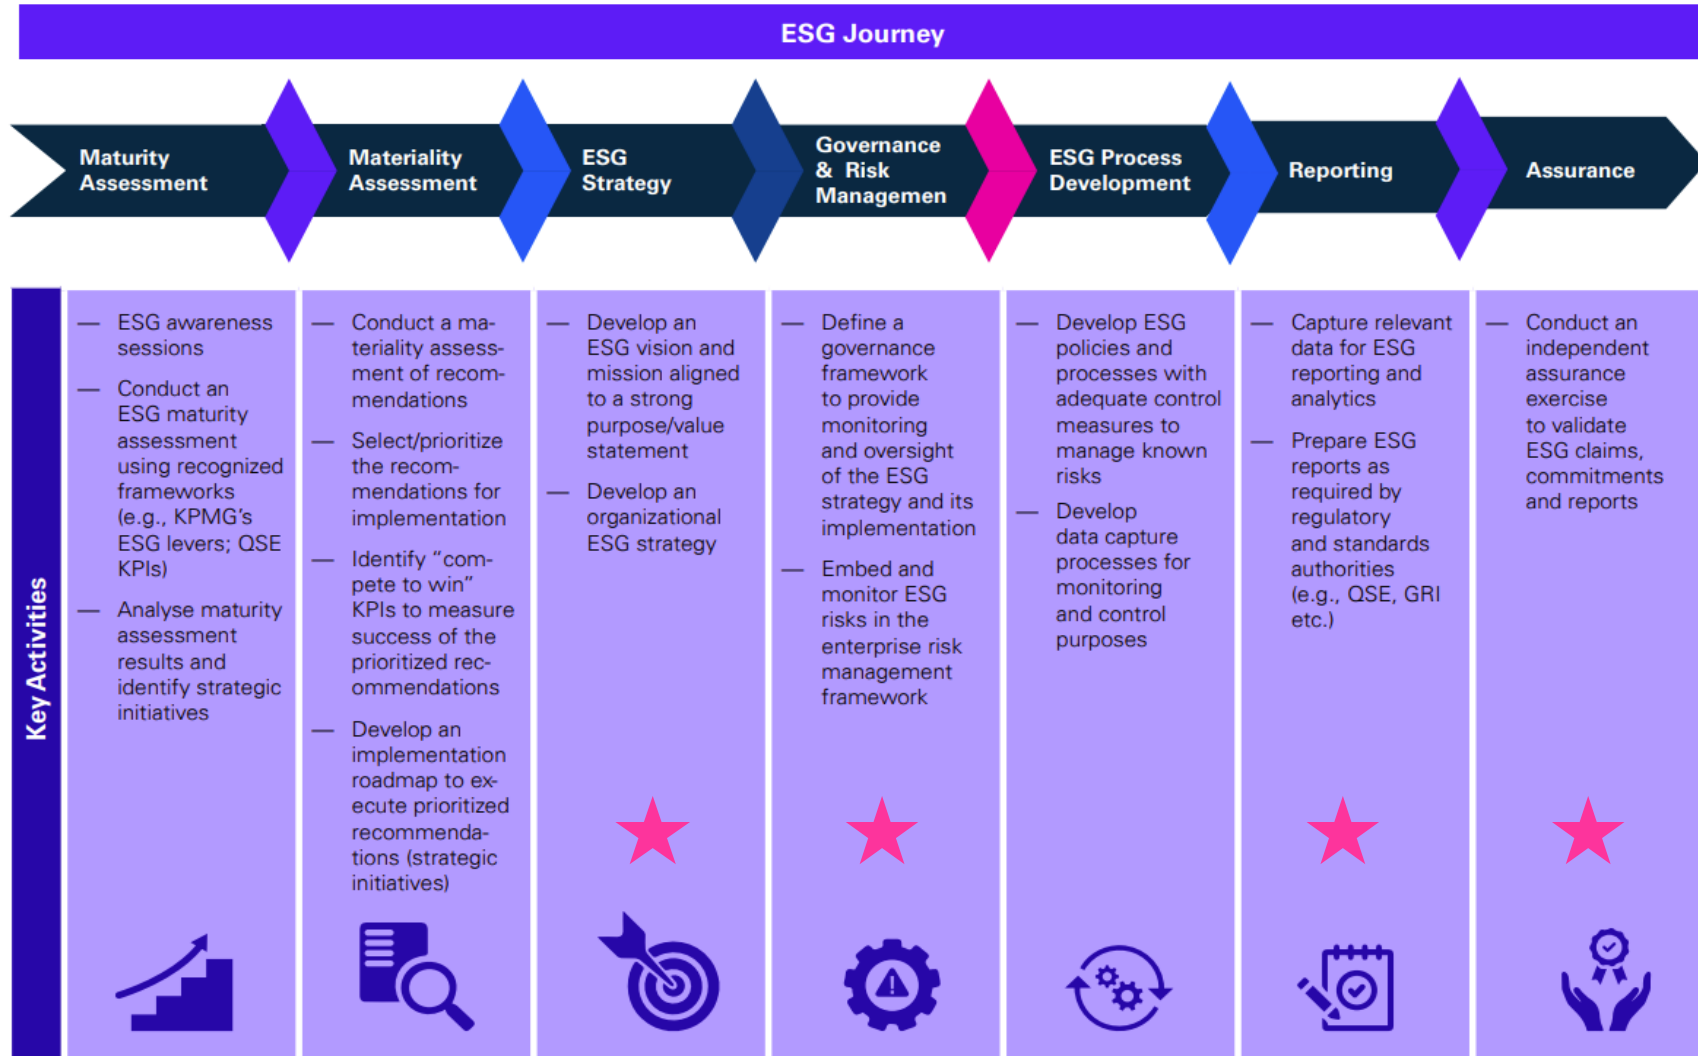 ESG Journey
Maturity
Assessment
Materiality
Assessment
ESG
Strategy
Governance
& Risk
Managemen
ESG Process
Development
Reporting
Assurance
Key Activities
— ESG awareness
sessions
— Conduct an
ESG maturity
assessment
using recognized
frameworks
(e.g., KPMG's
ESG levers; QSE
KPIs)
— Analyse maturity
assessment
results and
identify strategic
initiatives
— Conduct a ma-
teriality assess-
ment of recom-
mendations
— Select/prioritize
the recom-
mendations for
implementation
— Identify “com-
pete to win”
KPIs to measure
success of the
prioritized rec-
ommendations
— Develop an
implementation
roadmap to ex-
ecute prioritized
recommenda-
tions (strategic
initiatives)
— Develop an
ESG vision and
mission aligned
to a strong
purpose/value
statement
— Develop an
organizational
ESG strategy
— Define a
governance
framework
to provide
monitoring
and oversight
of the ESG
strategy and its
implementation
— Embed and
monitor ESG
risks in the
enterprise risk
management
framework
— Develop ESG
policies and
processes with
adequate control
measures to
manage known
risks
— Develop
data capture
processes for
monitoring
and control
purposes
— Capture relevant
data for ESG
reporting and
analytics
— Prepare ESG
reports as
required by
regulatory
and standards
authorities
(e.g., QSE, GRI
etc.)
— Conduct an
independent
assurance
exercise
to validate
ESG claims,
commitments
and reports